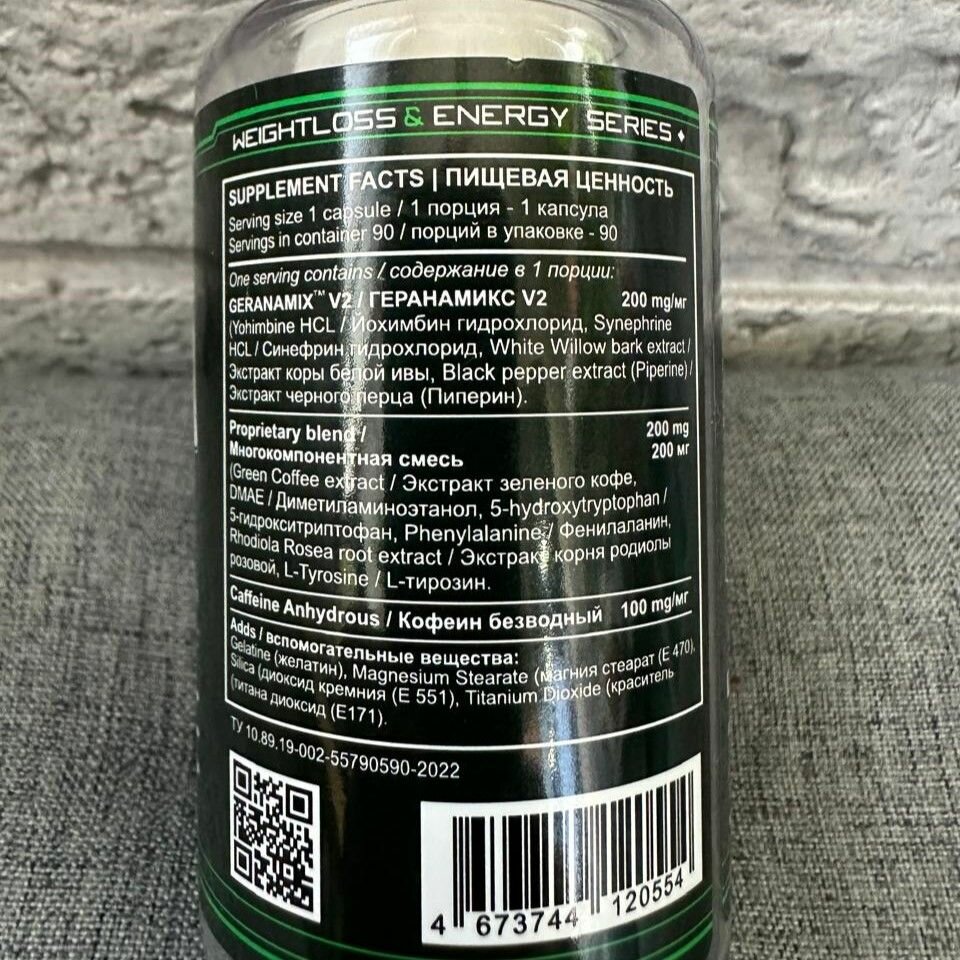 WEIGHTLOSS & ENERGY SERIES
SUPPLEMENT FACTS | ПИЩЕВАЯ ЦЕННОСТЬ
Serving size 1 capsule / 1 порция - 1 капсула
Servings in container 90 / порций в упаковке - 90
One serving contains / содержание в 1 порции:
GERANAMIX™ V2 / ГЕРАНАМИКС V2 200 mg/мг
(Yohimbine HCL / Йохимбин гидрохлорид, Synephrine
HCL / Синефрин гидрохлорид, White Willow bark extract /
Экстракт коры белой ивы, Black pepper extract (Piperine) /
Экстракт черного перца (Пиперин).
Proprietary blend / 200 mg
Многокомпонентная смесь 200 мг
(Green Coffee extract / Экстракт зеленого кофе,
DMAE / Диметиламиноэтанол, 5-hydroxytryptophan /
5-гидрокситриптофан, Phenylalanine / Фенилаланин,
Rhodiola Rosea root extract / Экстракт корня родиолы
розовой, L-Tyrosine / L-тирозин.
Caffeine Anhydrous / Кофеин безводный 100 mg/мг
Adds / вспомогательные вещества:
Gelatine (желатин), Magnesium Stearate (магния стеарат (Е 470),
Silica (диоксид кремния (Е 551), Titanium Dioxide (краситель
(титана диоксид (Е171).
ТУ 10.89.19-002-55790590-2022
4 673744 120554